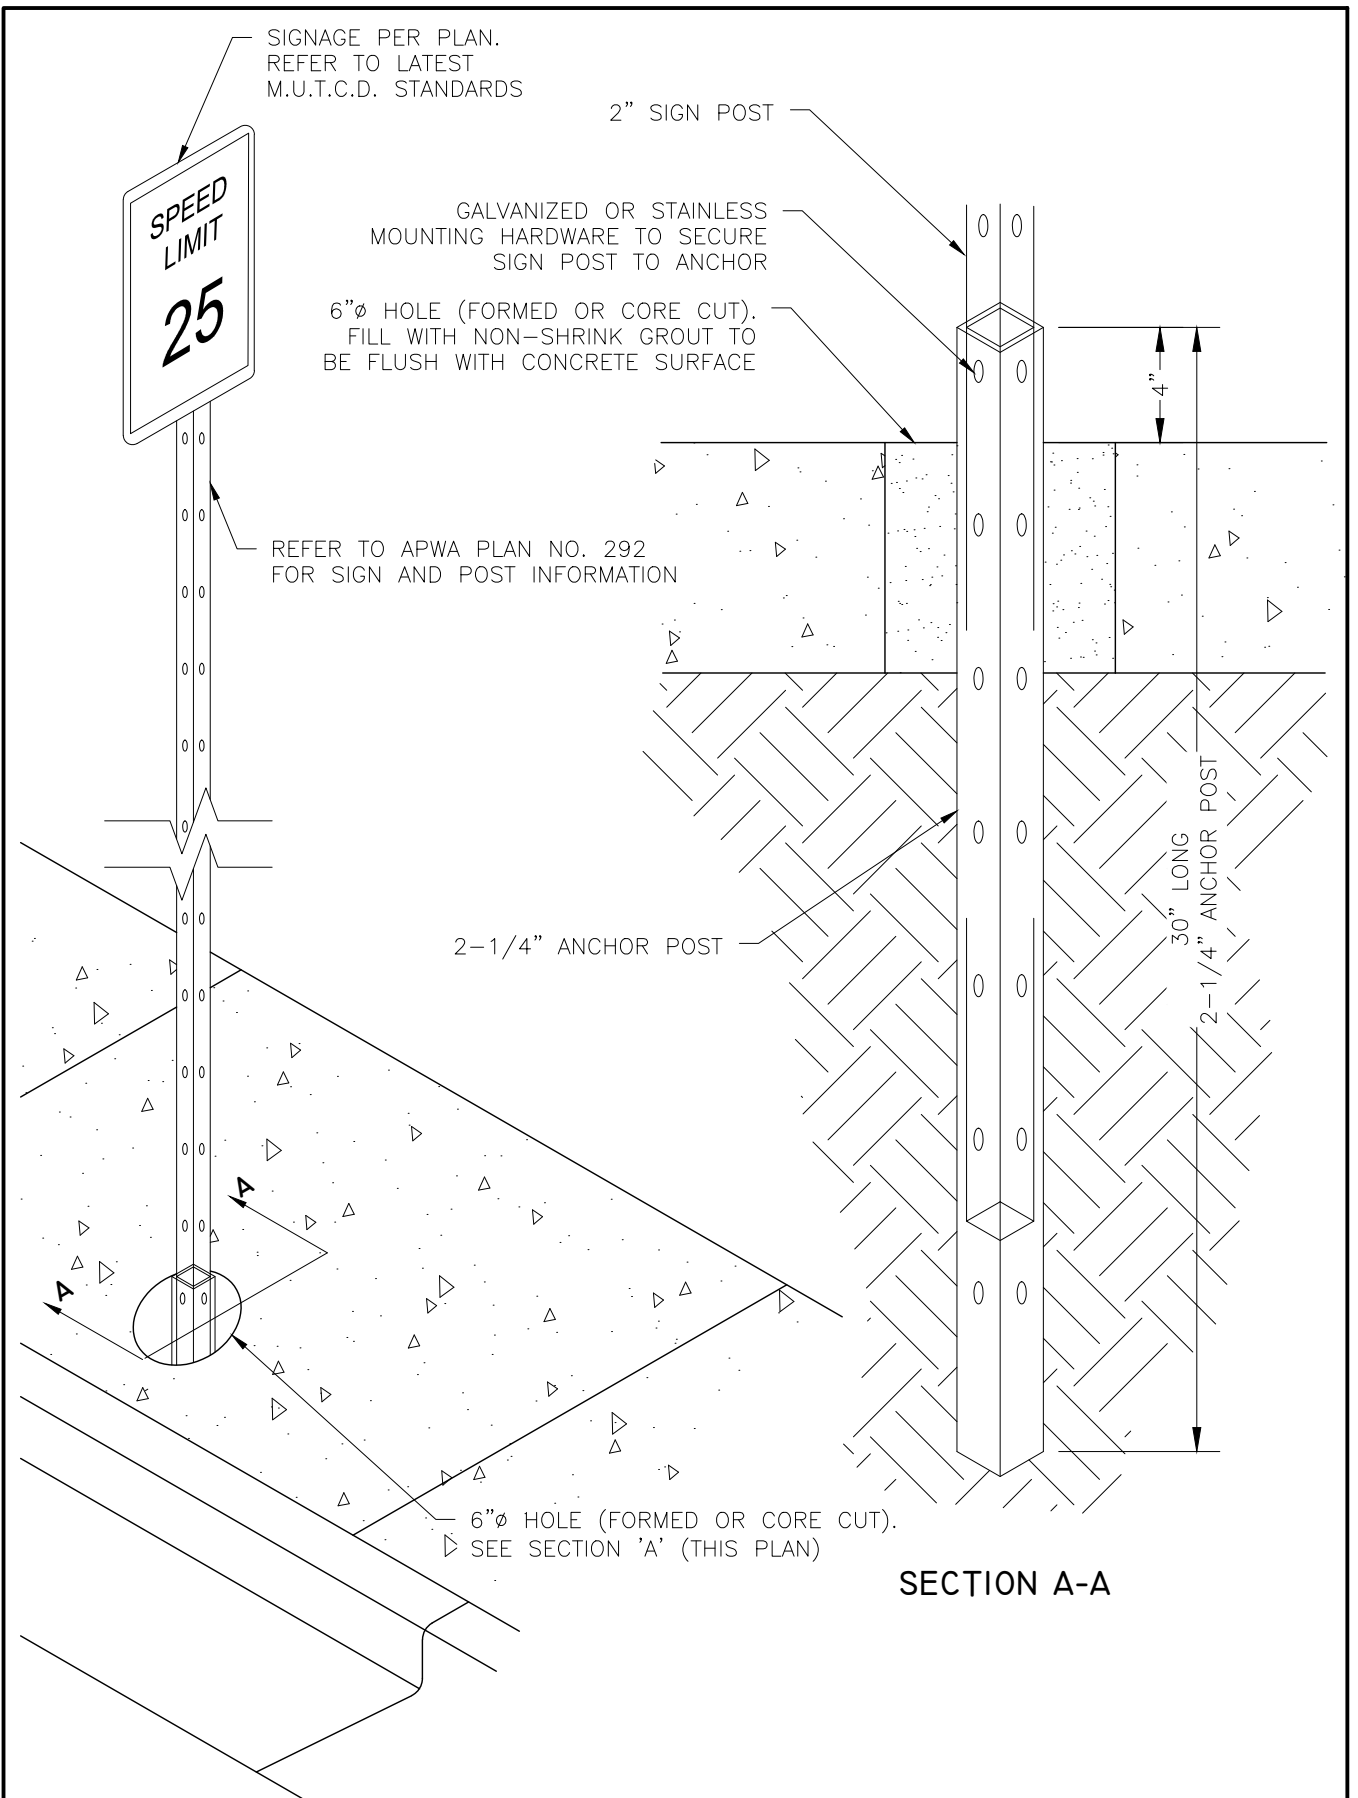 SIGNAGE PER PLAN.
REFER TO LATEST
M.U.T.C.D. STANDARDS
2” SIGN POST
SPEED
LIMIT
25
GALVANIZED OR STAINLESS
MOUNTING HARDWARE TO SECURE
SIGN POST TO ANCHOR
6”ø HOLE (FORMED OR CORE CUT).
FILL WITH NON-SHRINK GROUT TO
BE FLUSH WITH CONCRETE SURFACE
4”
REFER TO APWA PLAN NO. 292
FOR SIGN AND POST INFORMATION
30” LONG
2-1/4” ANCHOR POST
2-1/4” ANCHOR POST
A
A
6”ø HOLE (FORMED OR CORE CUT).
SEE SECTION 'A' (THIS PLAN)
SECTION A-A